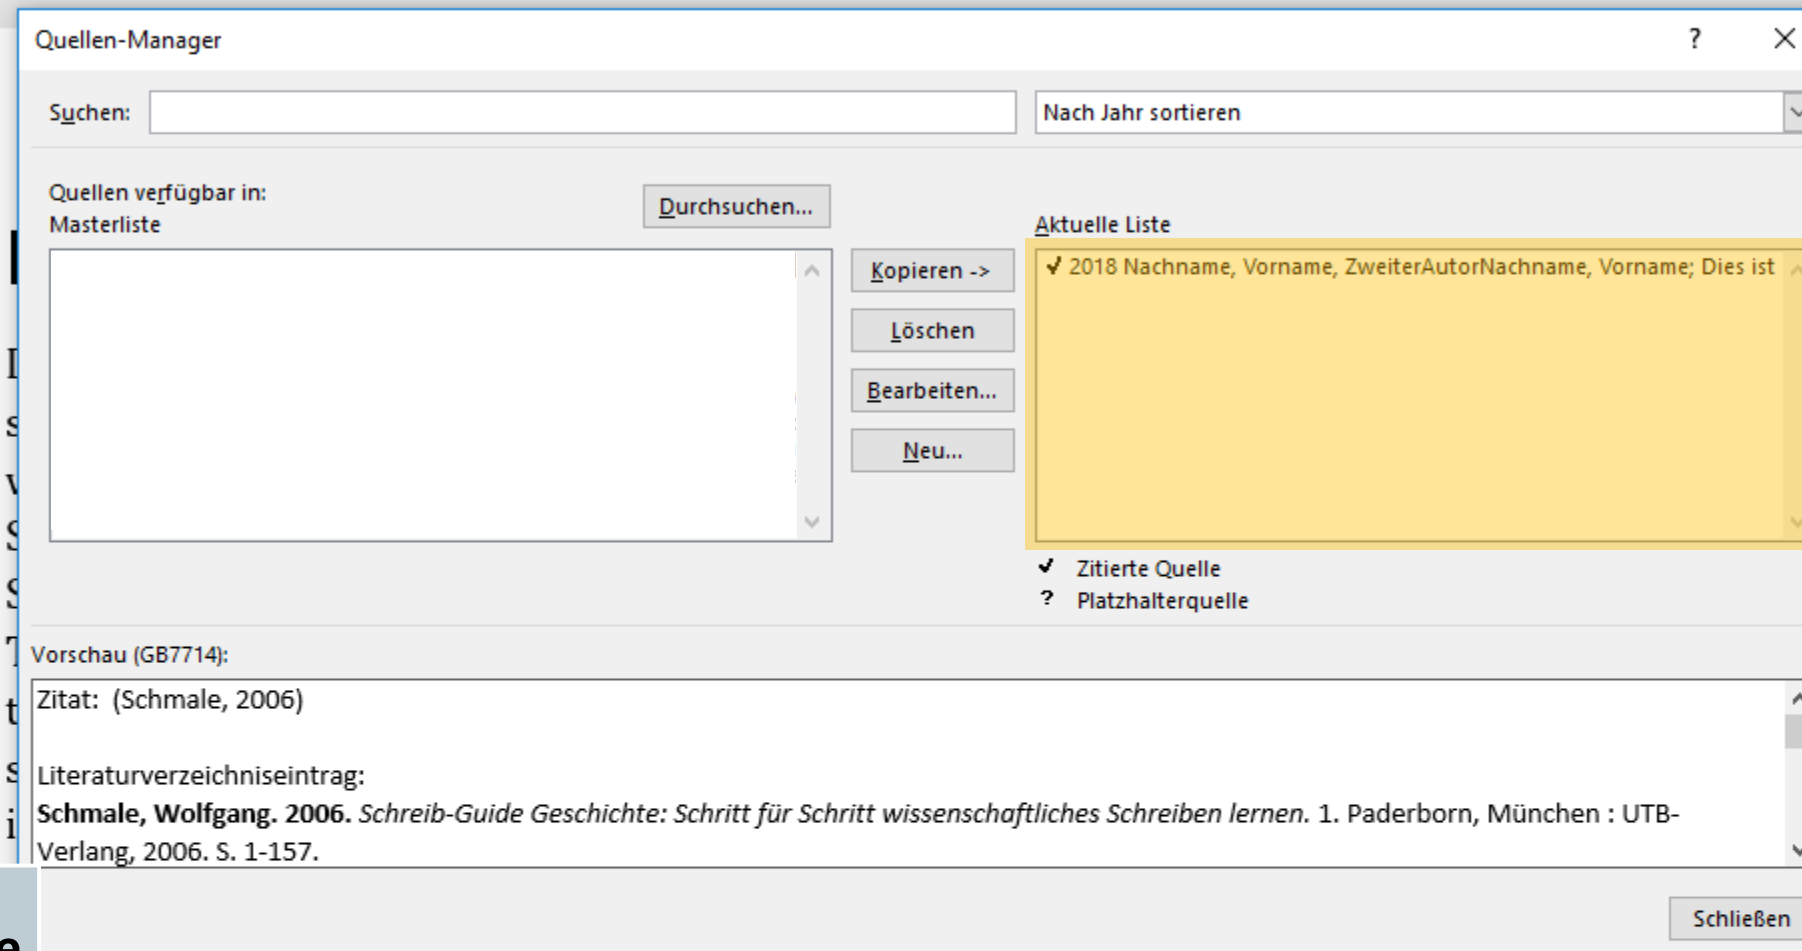 Quellen-Manager
?
Suchen:
Nach Jahr sortieren
Quellen verfügbar in:
Masterliste
Durchsuchen...
Aktuelle Liste
Kopieren ->
Löschen
Bearbeiten...
Neu...
✔ 2018 Nachname, Vorname, ZweiterAutorNachname, Vorname; Dies ist
✔ Zitierte Quelle
? Platzhalterquelle
Vorschau (GB7714):
Zitat: (Schmale, 2006)
Literaturverzeichniseintrag:
Schmale, Wolfgang. 2006. Schreib-Guide Geschichte: Schritt für Schritt wissenschaftliches Schreiben lernen. 1. Paderborn, München : UTB-
Verlang, 2006. S. 1-157.
Schließen